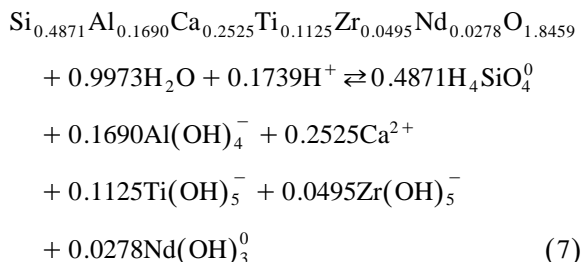 Si₀.₄₈₇₁Al₀.₁₆₉₀Ca₀.₂₅₂₅Ti₀.₁₁₂₅Zr₀.₀₄₉₅Nd₀.₀₂₇₈O₁.₈₄₅₉
+ 0.9973H₂O + 0.1739H⁺ ⇄ 0.4871H₄SiO₄⁰
+ 0.1690Al(OH)₄⁻ + 0.2525Ca²⁺
+ 0.1125Ti(OH)₅⁻ + 0.0495Zr(OH)₅⁻
+ 0.0278Nd(OH)₃⁰ (7)